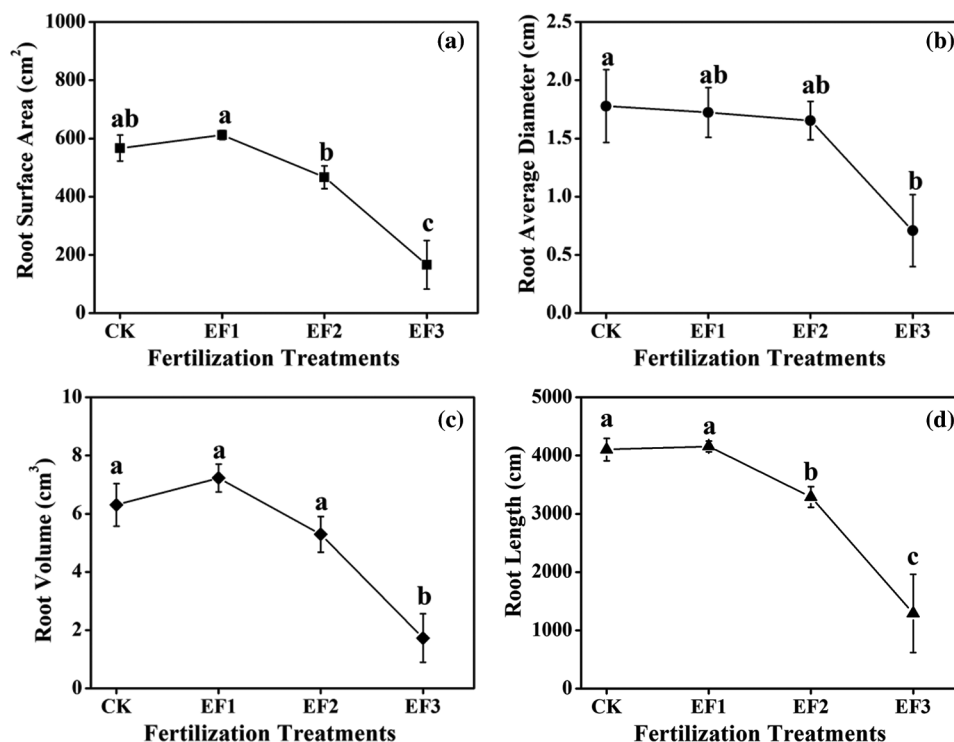 (a)
Root Surface Area (cm²)
1000
800
600
400
200
0
ab
a
b
c
CK EF1 EF2 EF3
Fertilization Treatments
(b)
Root Average Diameter (cm)
2.5
2.0
1.5
1.0
0.5
0.0
a
ab
ab
b
CK EF1 EF2 EF3
Fertilization Treatments
(c)
Root Volume (cm³)
10
8
6
4
2
0
a
a
a
b
CK EF1 EF2 EF3
Fertilization Treatments
(d)
Root Length (cm)
5000
4000
3000
2000
1000
0
a
a
b
c
CK EF1 EF2 EF3
Fertilization Treatments